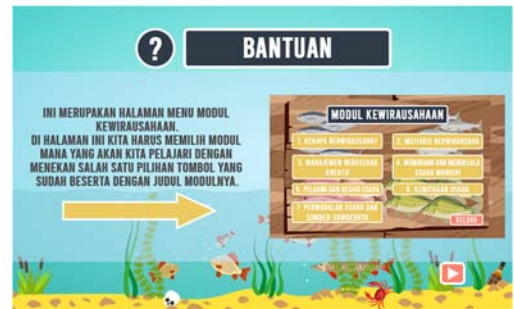 ?
BANTUAN
INI MERUPAKAN HALAMAN MENU MODUL
KEWIRAUSAHAAN.
DI HALAMAN INI KITA HARUS MEMILIH MODUL
MANA YANG AKAN KITA PELAJARI DENGAN
MENEKAN SALAH SATU PILIHAN TOMBOL YANG
SUDAH BESERTA DENGAN JUDUL MODULNYA.
MODUL KEWIRAUSAHAAN
1. KENAPA BERWIRAUSAHA?
2. MOTIVASI BERWIRAUSAHA
3. MANAJEMEN WIRAUSAHA
KREATIF
4. MEMAHAMI DAN MENGELOLA
USAHA MANDIRI
5. PELUANG DAN RESIKO USAHA
6. KEMITRAAN USAHA
7. PERMODALAN USAHA DAN
SUMBER-SUMBERNYA
KELUAR